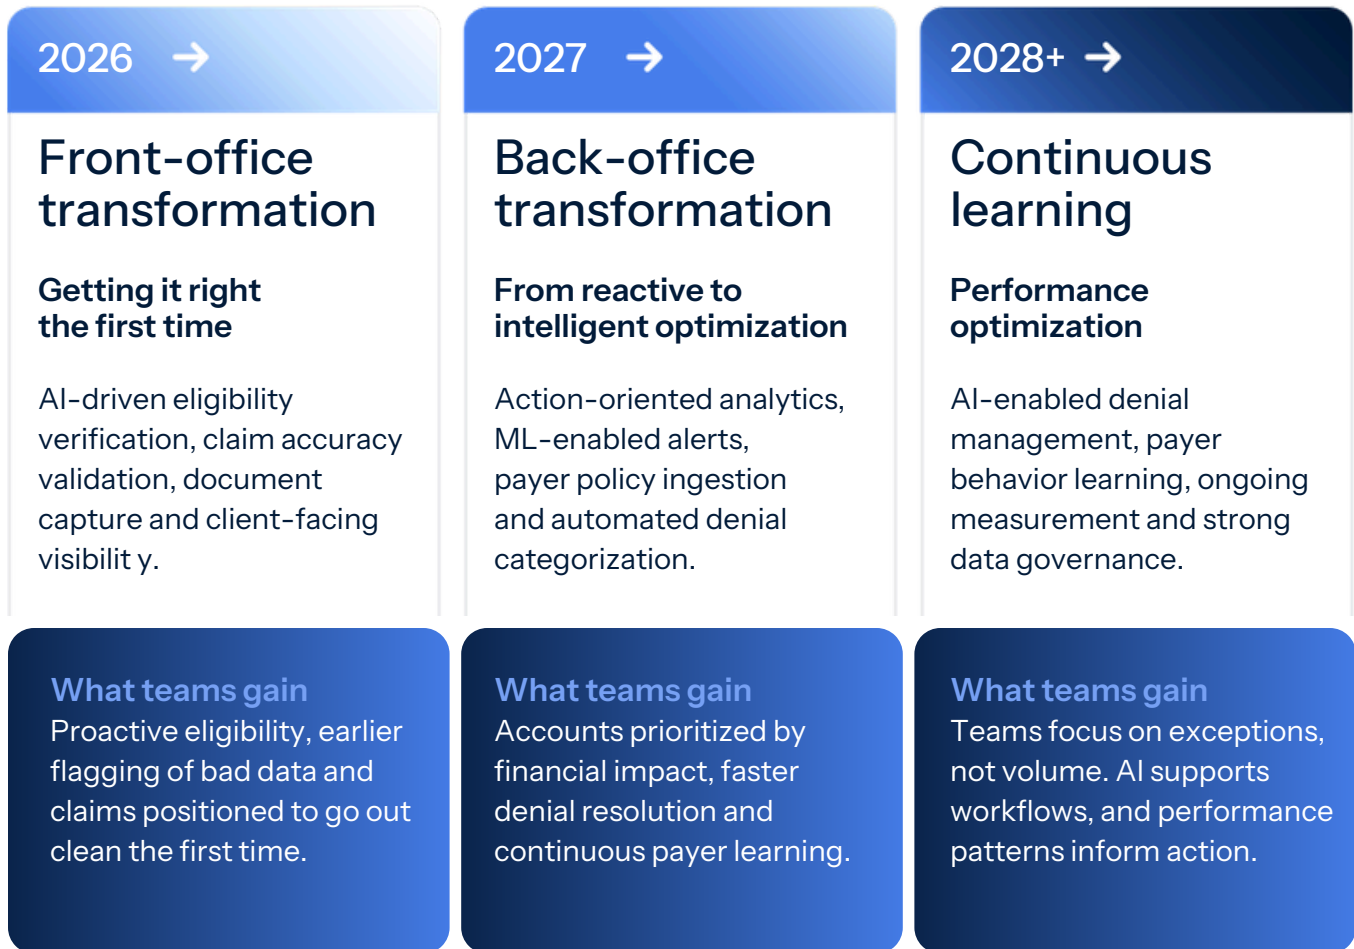 2026 →
Front-office
transformation
Getting it right
the first time
AI-driven eligibility
verification, claim accuracy
validation, document
capture and client-facing
visibilit y.
What teams gain
Proactive eligibility, earlier
flagging of bad data and
claims positioned to go out
clean the first time.
2027 →
Back-office
transformation
From reactive to
intelligent optimization
Action-oriented analytics,
ML-enabled alerts,
payer policy ingestion
and automated denial
categorization.
What teams gain
Accounts prioritized by
financial impact, faster
denial resolution and
continuous payer learning.
2028+ →
Continuous
learning
Performance
optimization
AI-enabled denial
management, payer
behavior learning, ongoing
measurement and strong
data governance.
What teams gain
Teams focus on exceptions,
not volume. AI supports
workflows, and performance
patterns inform action.